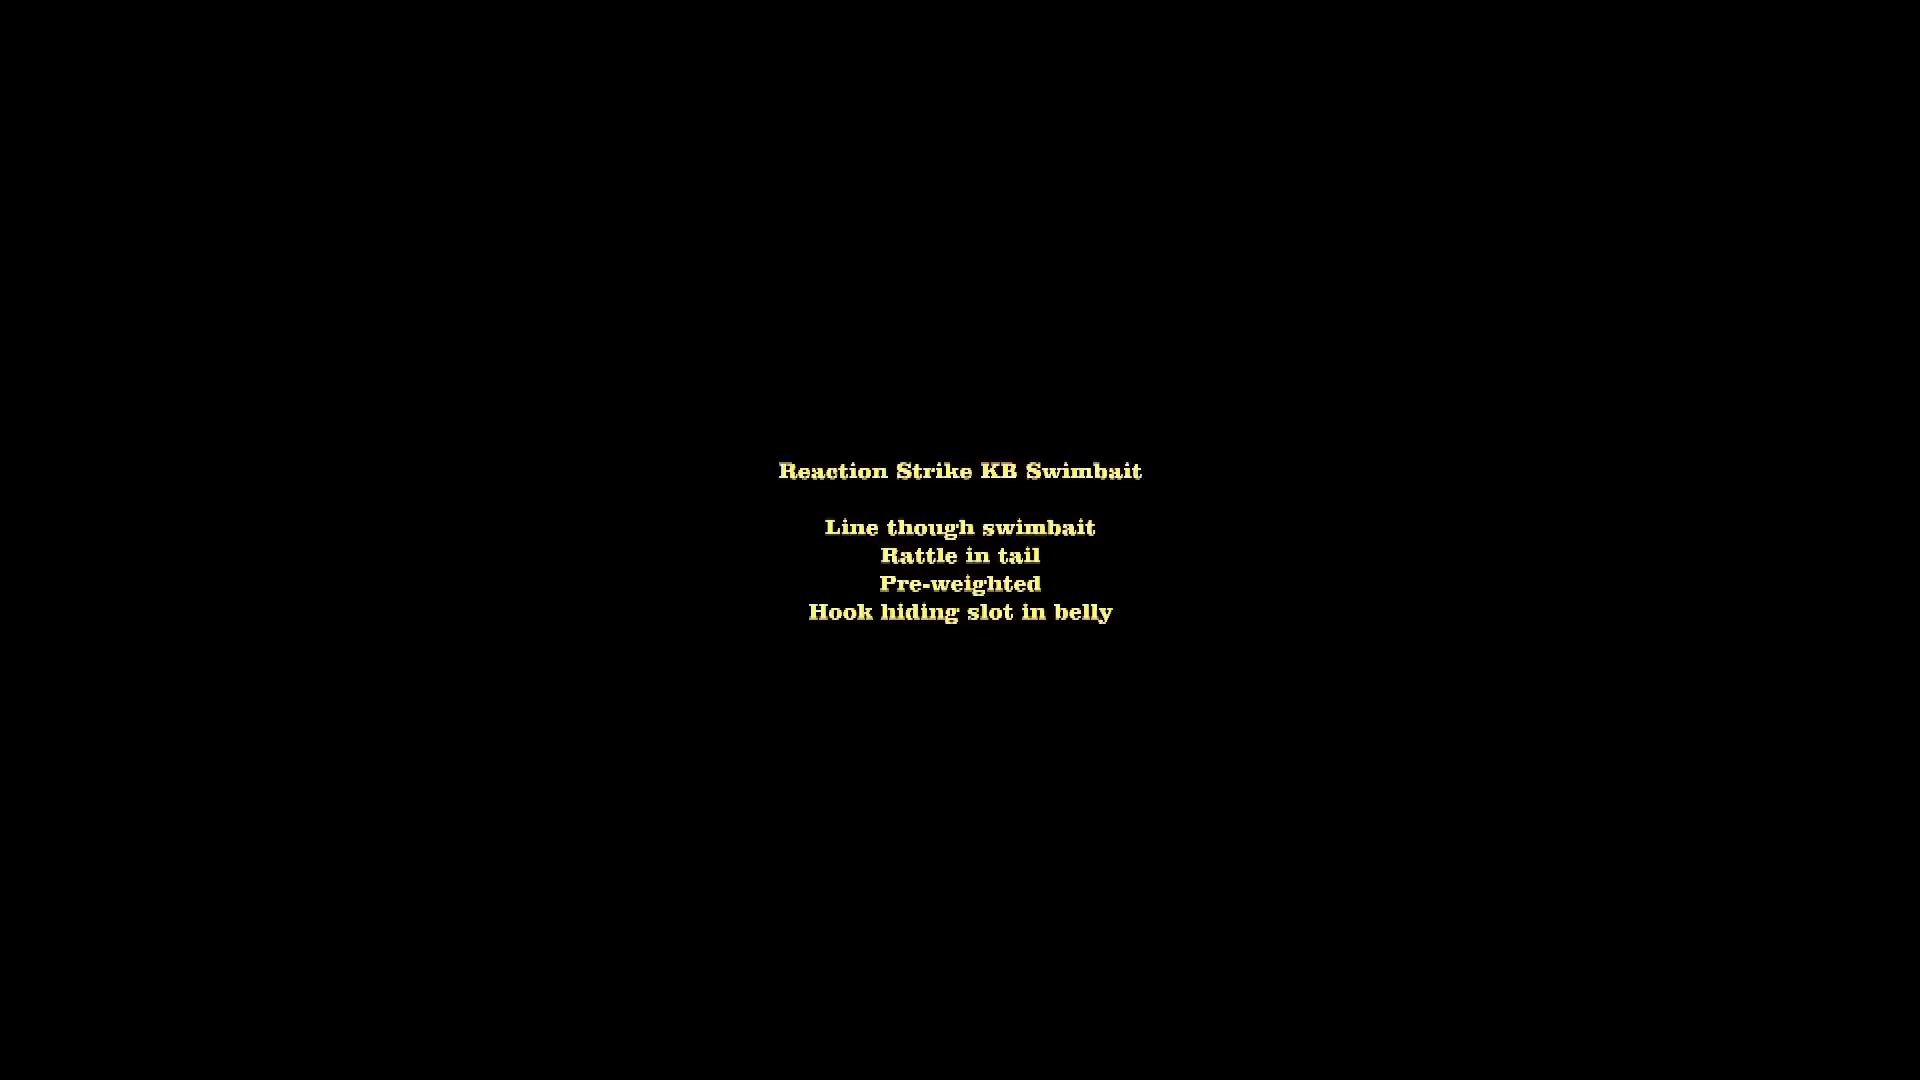 Reaction Strike KB Swimbait
Line though swimbait
Rattle in tail
Pre-weighted
Hook hiding slot in belly